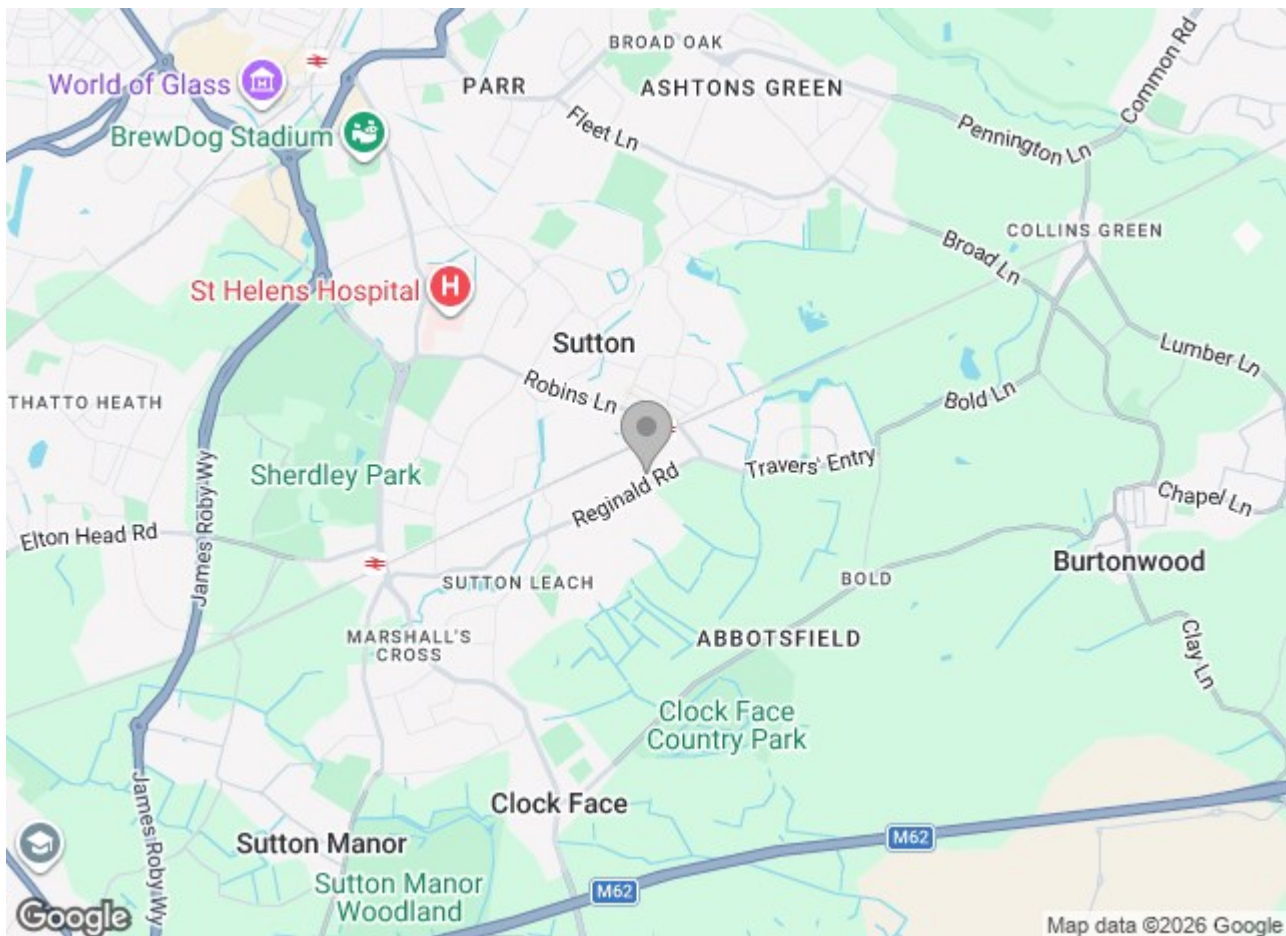 BROAD OAK
World of Glass
PARR
ASHTONS GREEN
Common Rd
BrewDog Stadium
Fleet Ln
Pennington Ln
COLLINS GREEN
Broad Ln
St Helens Hospital
H
Sutton
Lumber Ln
Robins Ln
Bold Ln
THATTO HEATH
James Roby Wy
Sherdley Park
Reginald Rd
Travers' Entry
Chapel Ln
Elton Head Rd
Burtonwood
SUTTON LEACH
BOLD
MARSHALL'S
CROSS
ABBOTSFIELD
Clay Ln
Clock Face
Country Park
James Roby Wy
Clock Face
Sutton Manor
M62
Sutton Manor
Woodland
M62
Google
Map data ©2026 Google